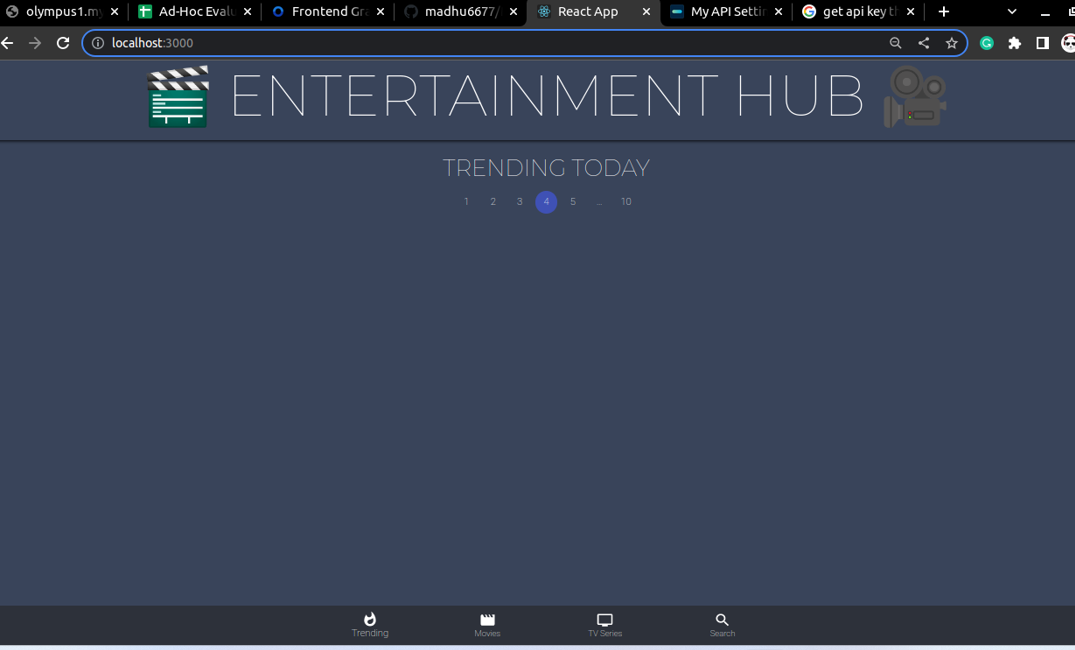 olympus1.my
Ad-Hoc Evalu
Frontend Gra
madhu6677/
React App
My API Settin
get api key th
localhost:3000
ENTERTAINMENT HUB
TRENDING TODAY
1 2 3 4 5 ... 10
Trending Movies TV Series Search